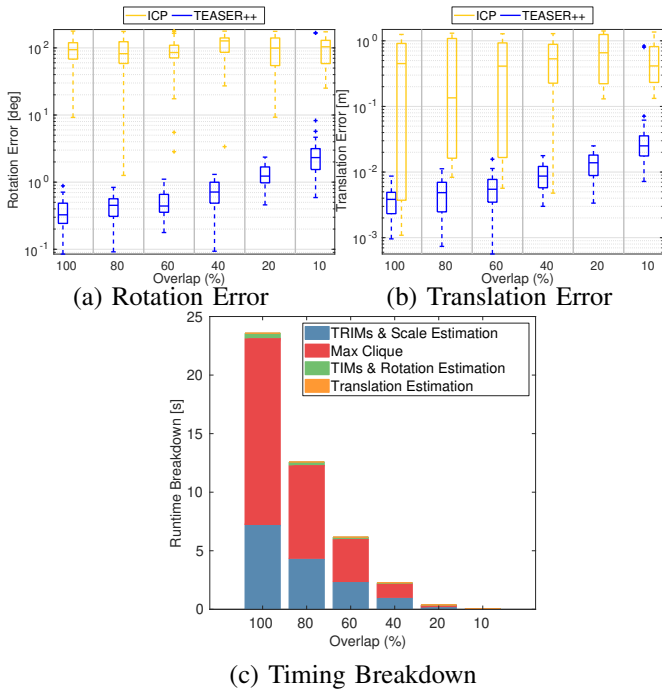 ICP TEASER++
Rotation Error [deg]
10²
10¹
10⁰
10⁻¹
100 80 60 40 20 10
Overlap (%)
(a) Rotation Error
ICP TEASER++
Translation Error [m]
10⁰
10⁻¹
10⁻²
10⁻³
100 80 60 40 20 10
Overlap (%)
(b) Translation Error
Runtime Breakdown [s]
25
20
15
10
5
0
TRIMs & Scale Estimation
Max Clique
TIMs & Rotation Estimation
Translation Estimation
100 80 60 40 20 10
Overlap (%)
(c) Timing Breakdown